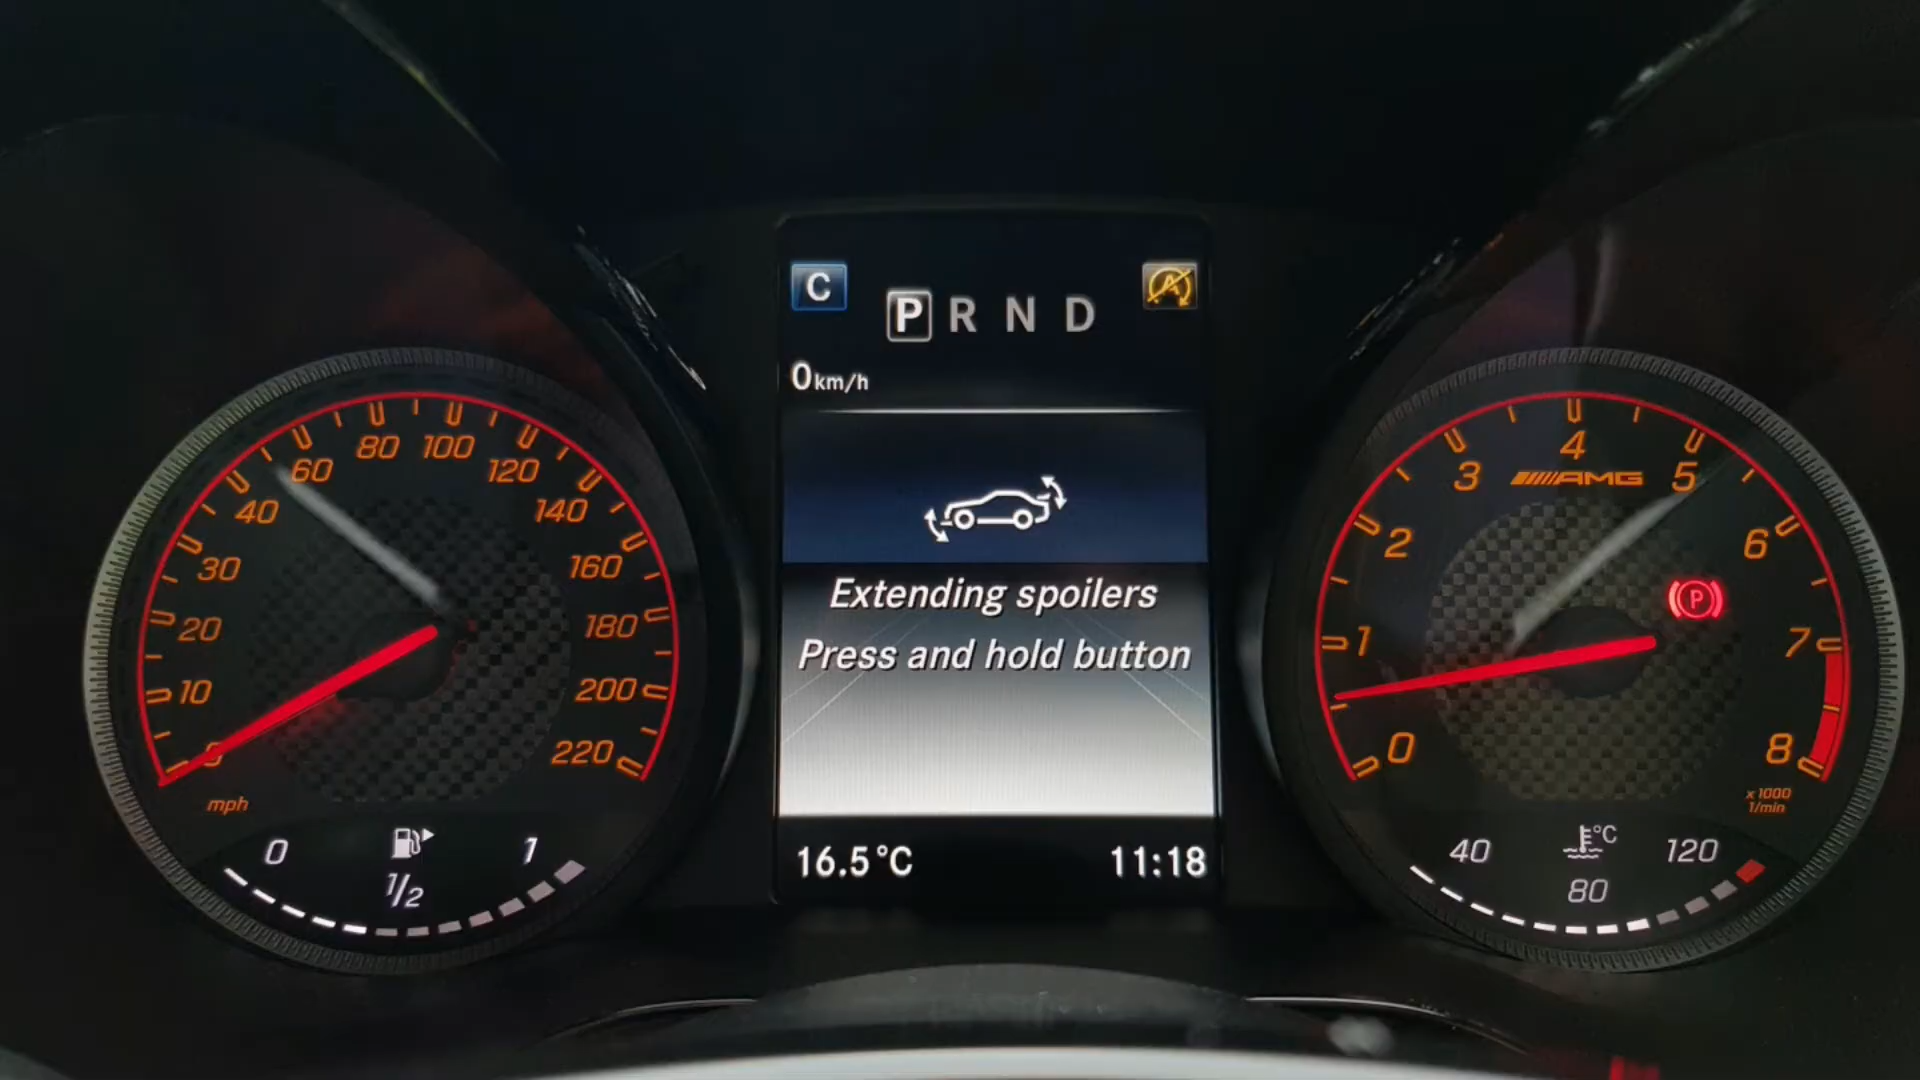 C
P R N D
0 km/h
Extending spoilers
Press and hold button
16.5°C 11:18
0
10
20
30
40
60
80
100
120
140
160
180
200
220
mph
0 1/2 1
0
1
2
3
4
5
6
7
8
AMG
P
x 1000
1/min
°C
40 80 120